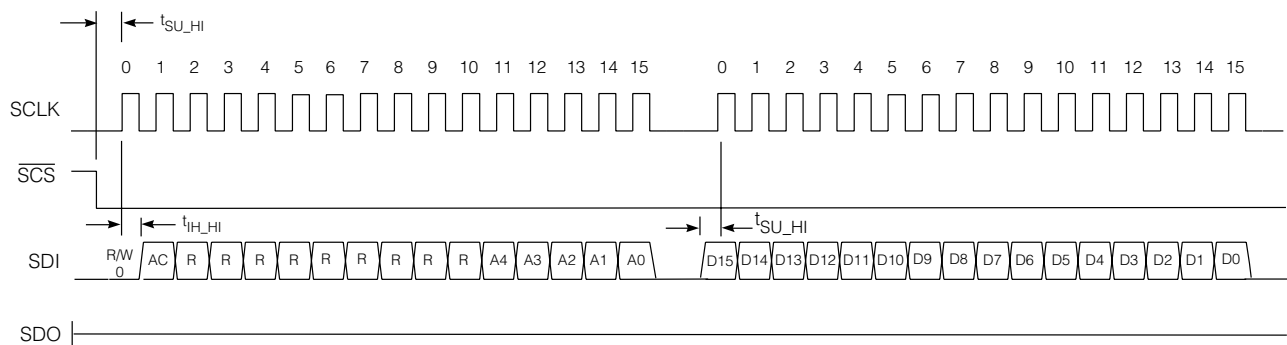 t_SU_HI
0 1 2 3 4 5 6 7 8 9 10 11 12 13 14 15 0 1 2 3 4 5 6 7 8 9 10 11 12 13 14 15
SCLK
SCS
t_IH_HI
t_SU_HI
SDI R/W 0 AC R R R R R R R R R A4 A3 A2 A1 A0 D15 D14 D13 D12 D11 D10 D9 D8 D7 D6 D5 D4 D3 D2 D1 D0
SDO